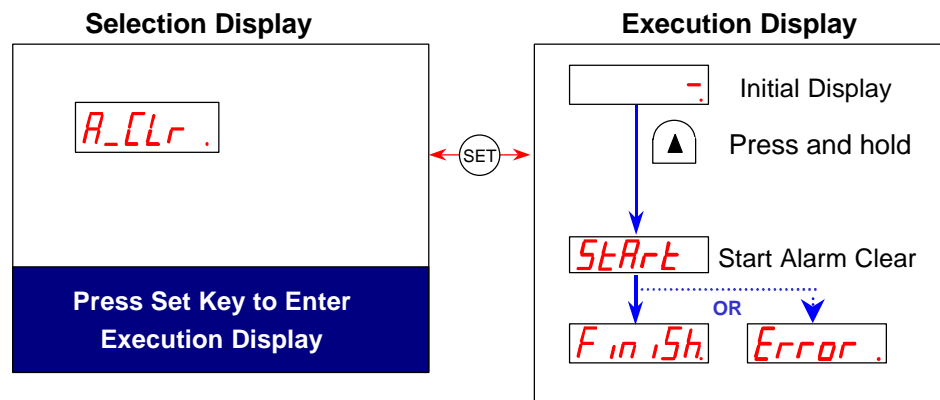 Selection Display
A_CLr .
Press Set Key to Enter
Execution Display
SET
Execution Display
-.
Initial Display
Press and hold
StArt
Start Alarm Clear
OR
FiniSh.
Error .